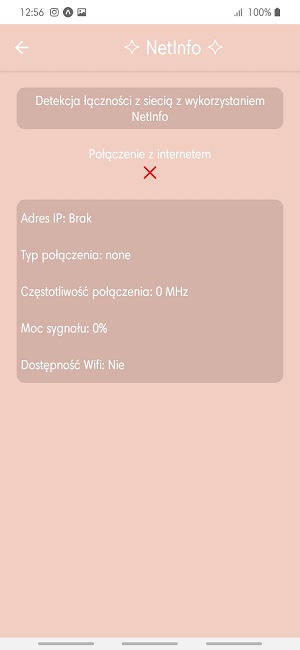 12:56
100%
NetInfo
Detekcja łączności z siecią z wykorzystaniem
NetInfo
Połączenie z internetem
Adres IP: Brak
Typ połączenia: none
Częstotliwość połączenia: 0 MHz
Moc sygnału: 0%
Dostępność Wifi: Nie